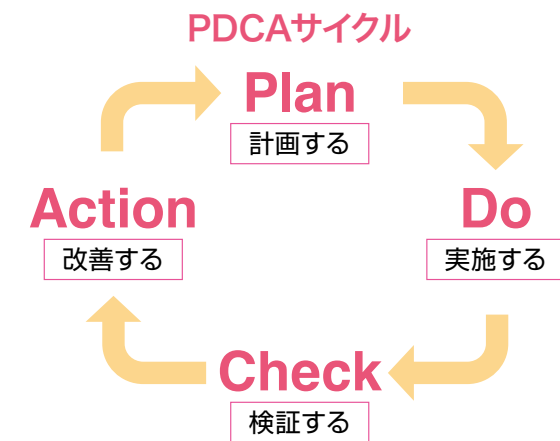 PDCAサイクル
Plan
計画する
Do
実施する
Check
検証する
Action
改善する